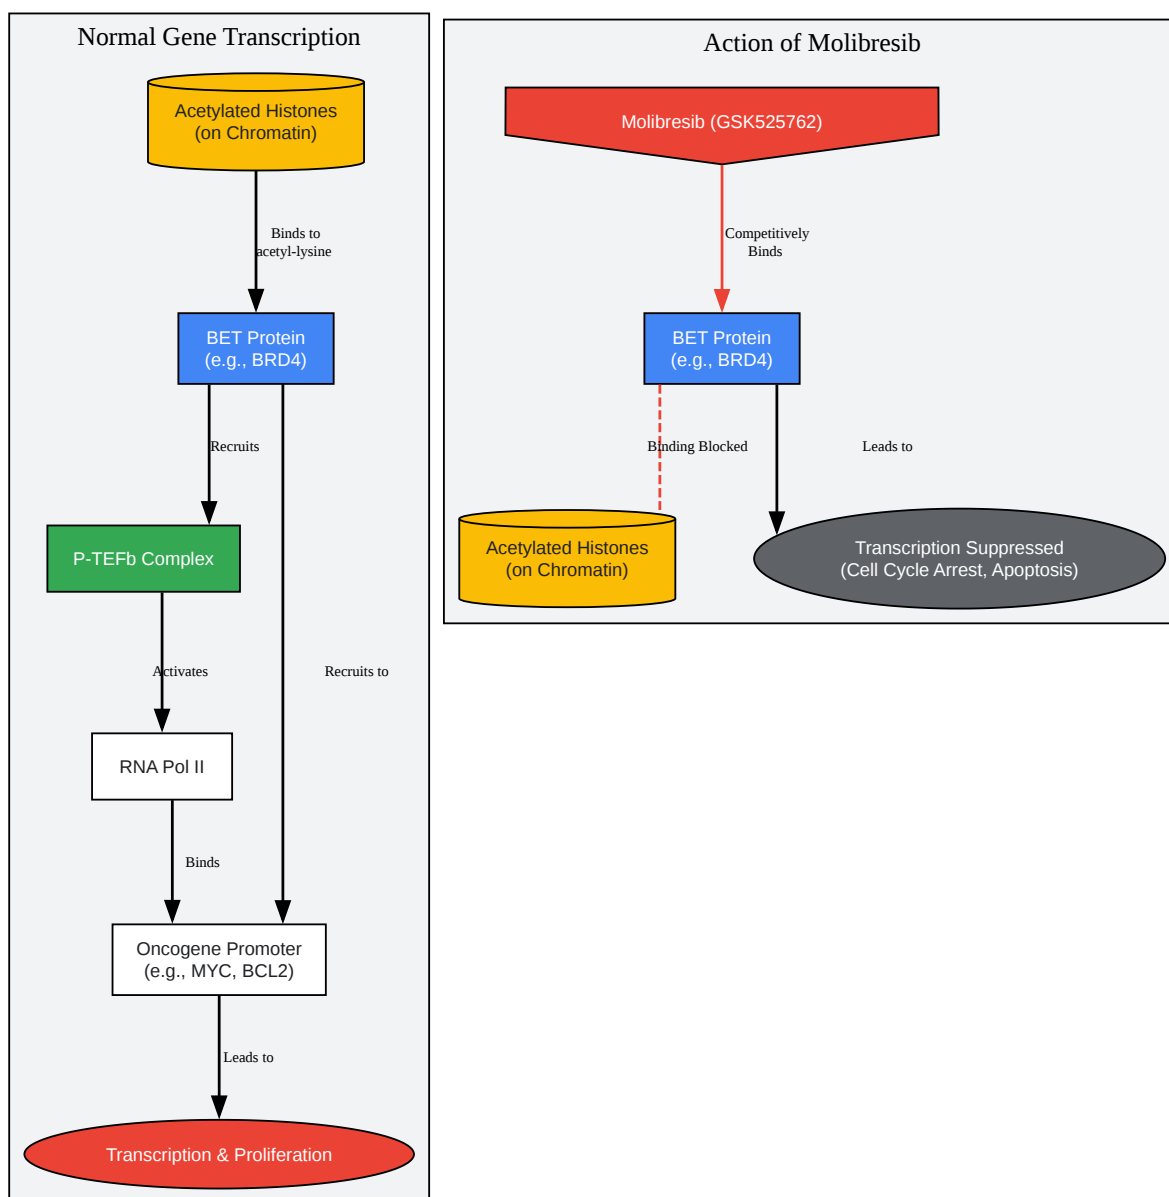 Normal Gene Transcription
Acetylated Histones
(on Chromatin)
Binds to
acetyl-lysine
BET Protein
(e.g., BRD4)
Recruits
P-TEFb Complex
Activates
Recruits to
RNA Pol II
Binds
Oncogene Promoter
(e.g., MYC, BCL2)
Leads to
Transcription & Proliferation
Action of Molibresib
Molibresib (GSK525762)
Competitively
Binds
BET Protein
(e.g., BRD4)
Binding Blocked
Leads to
Acetylated Histones
(on Chromatin)
Transcription Suppressed
(Cell Cycle Arrest, Apoptosis)